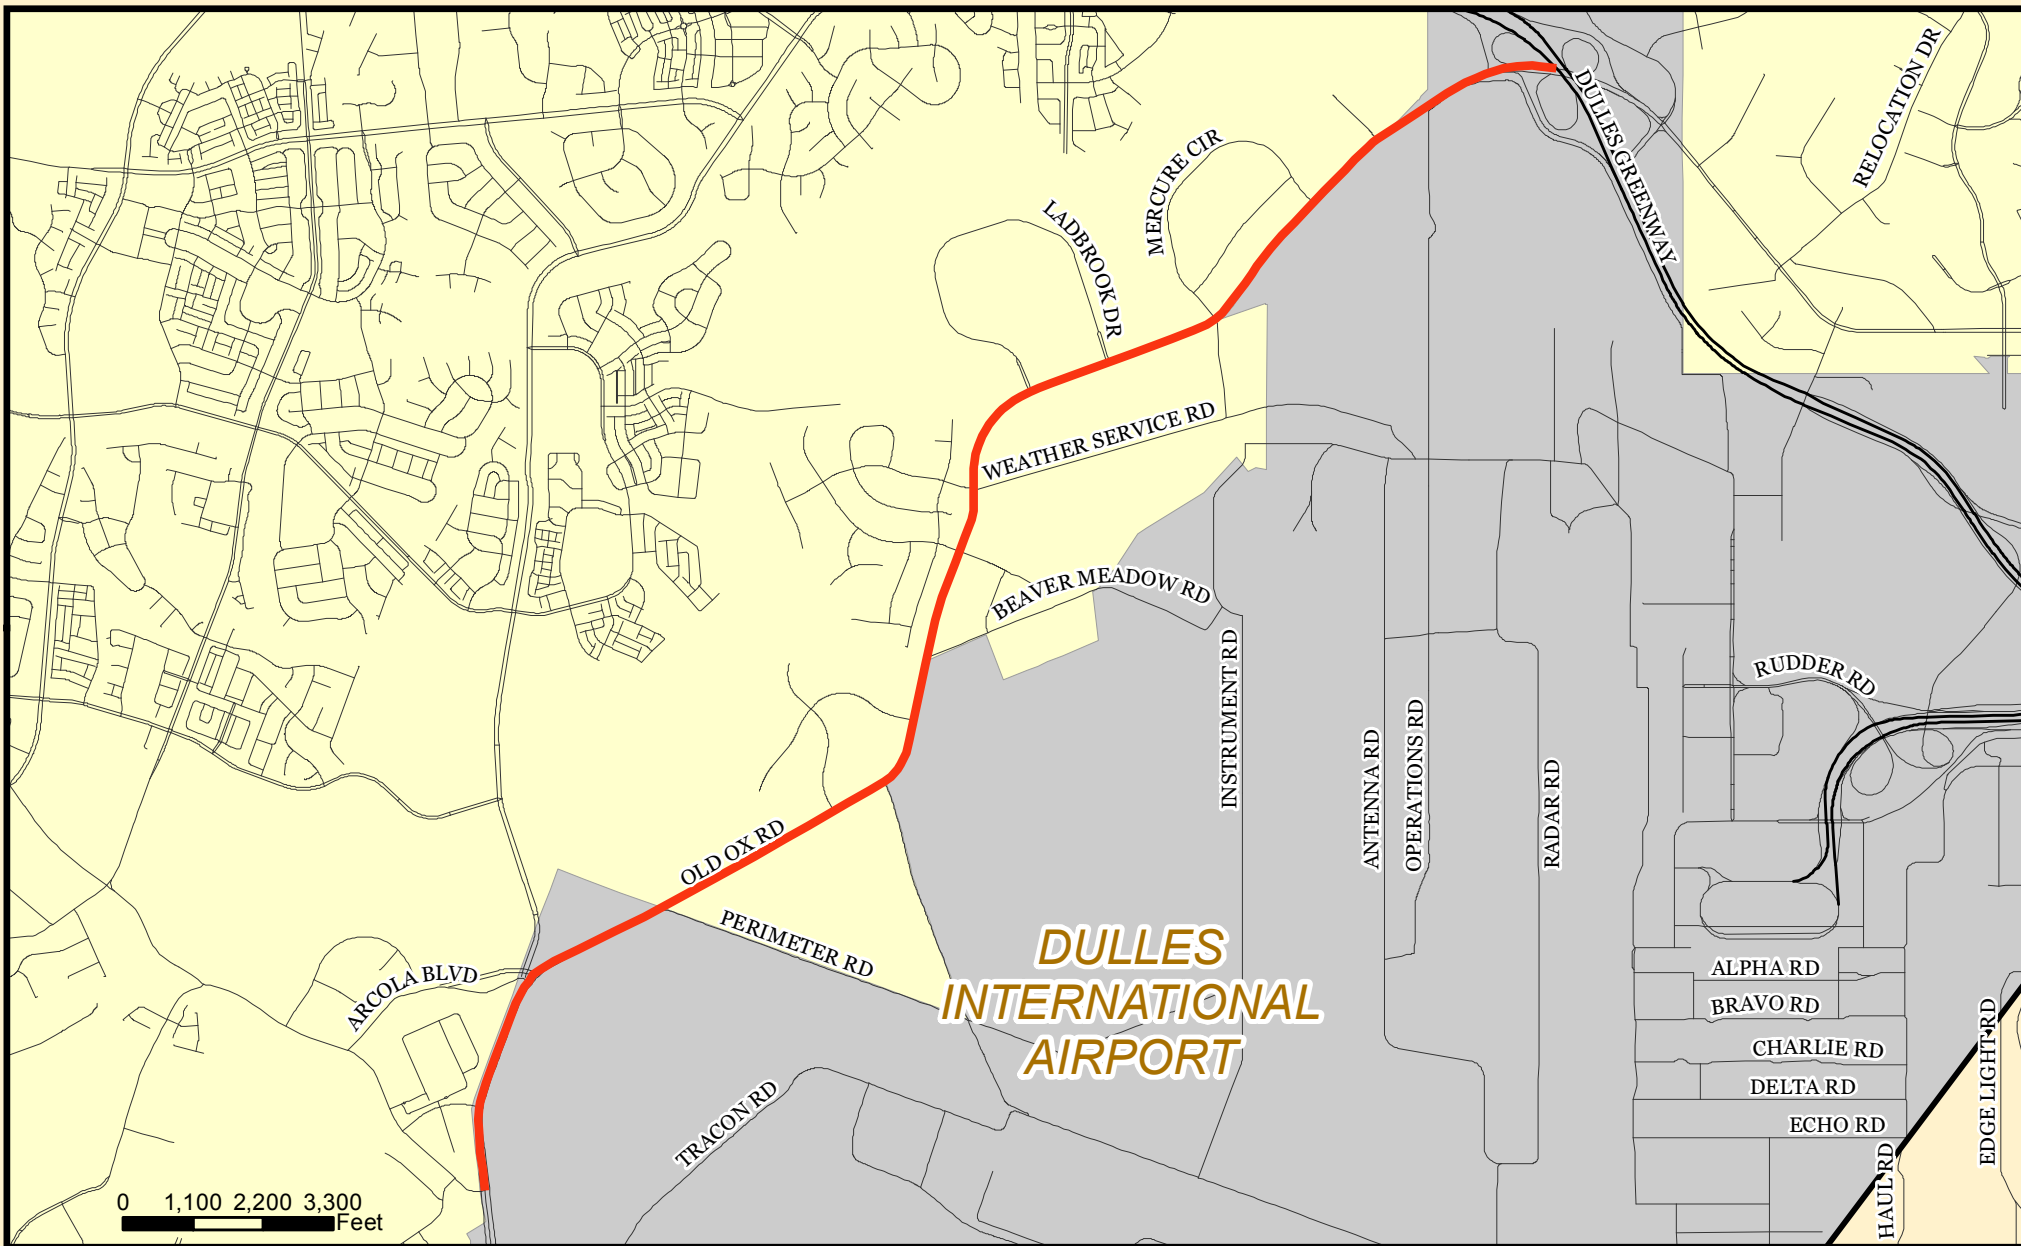 RELOCATION DR
DULLES GREENWAY
MERCURE CIR
LADBROOK DR
WEATHER SERVICE RD
BEAVER MEADOW RD
INSTRUMENT RD
RUDDER RD
ANTENNA RD
OPERATIONS RD
RADAR RD
OLD OX RD
PERIMETER RD
DULLES
INTERNATIONAL
AIRPORT
ARCOLA BLVD
ALPHA RD
BRAVO RD
CHARLIE RD
DELTA RD
ECHO RD
EDGE LIGHT RD
HAUL RD
TRACON RD
0 1,100 2,200 3,300
Feet